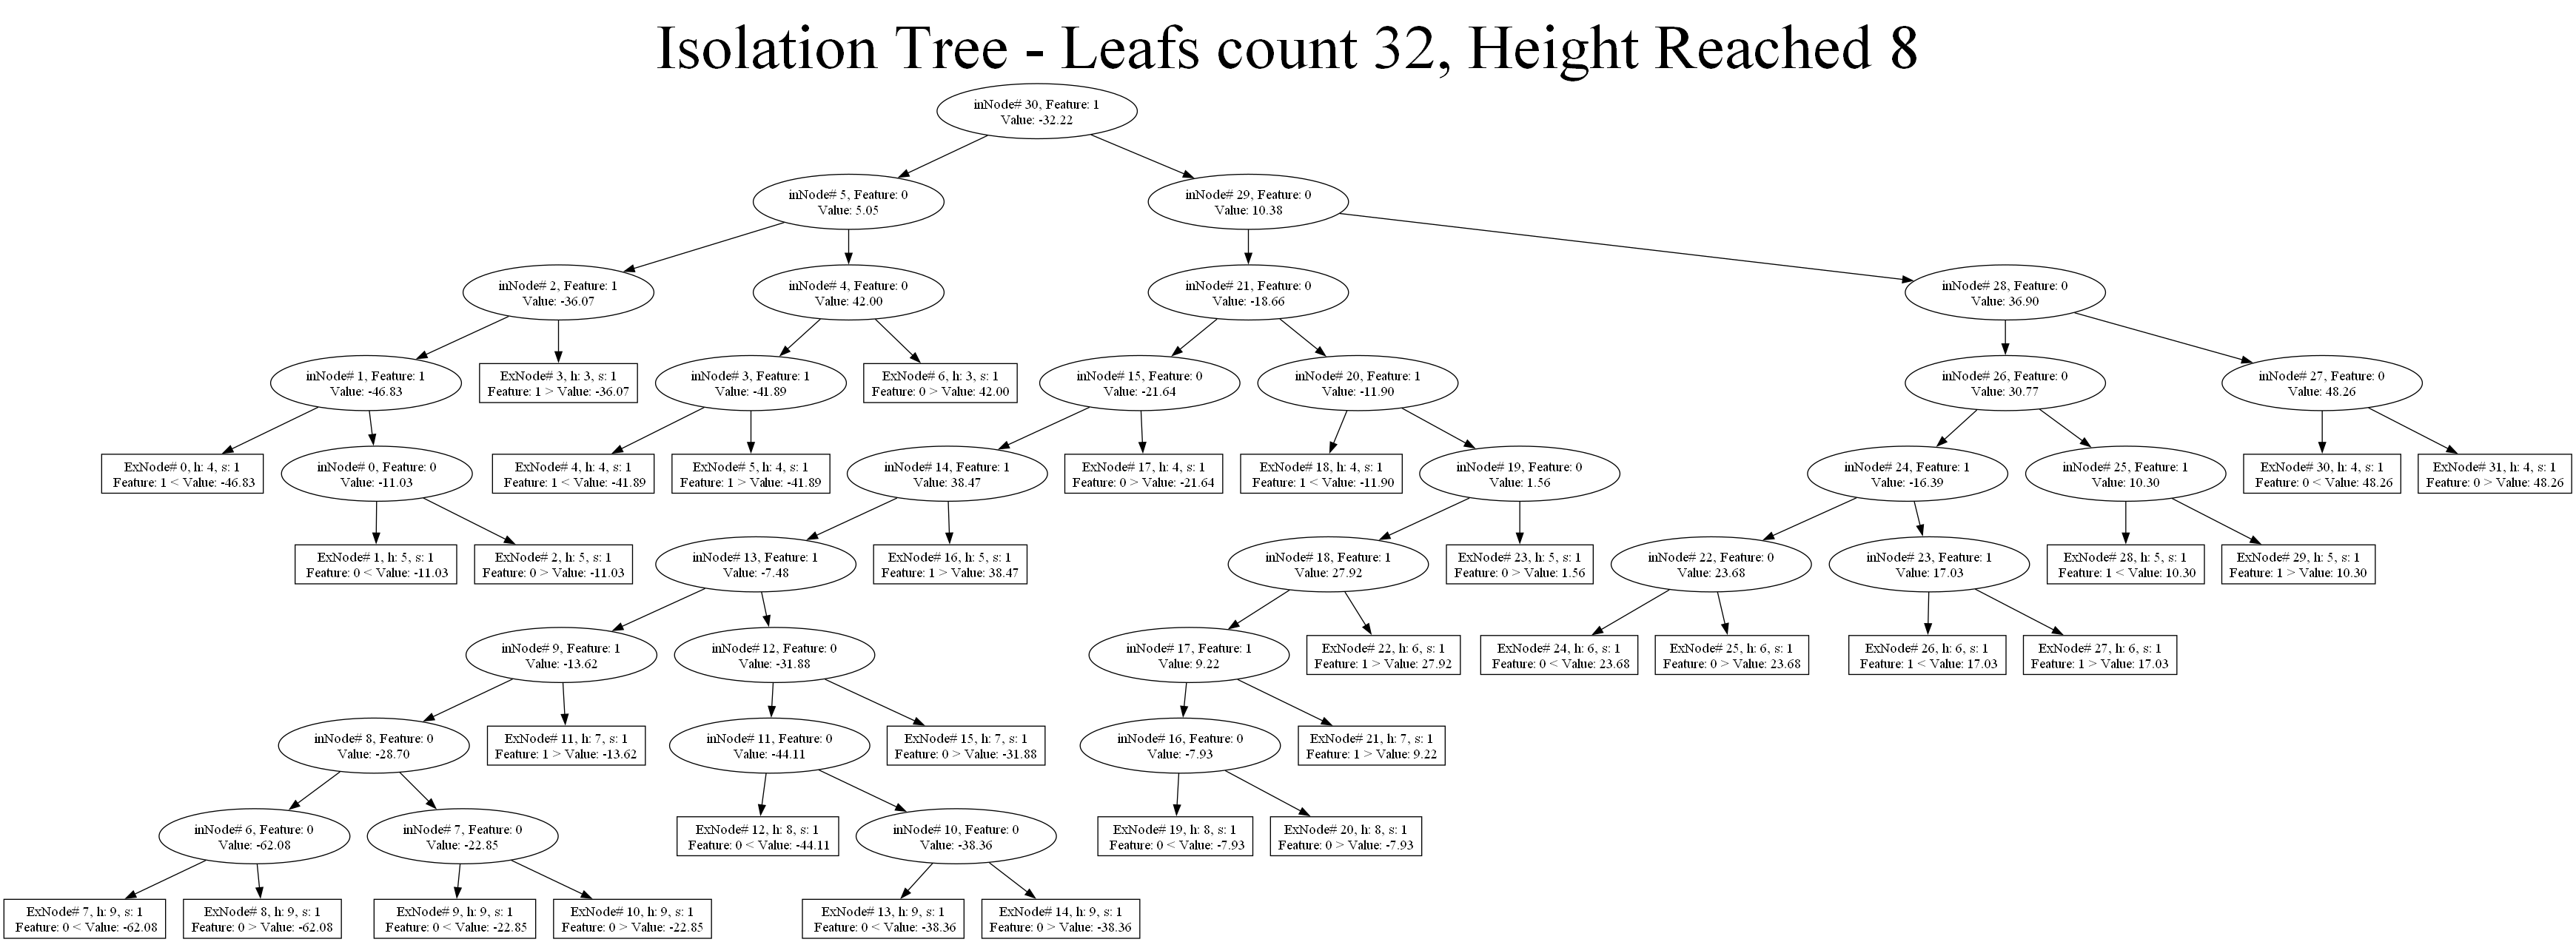 Isolation Tree - Leafs count 32, Height Reached 8
inNode# 30, Feature: 1
Value: -32.22
inNode# 5, Feature: 0
Value: 5.05
inNode# 29, Feature: 0
Value: 10.38
inNode# 2, Feature: 1
Value: -36.07
inNode# 4, Feature: 0
Value: 42.00
inNode# 21, Feature: 0
Value: -18.66
inNode# 28, Feature: 0
Value: 36.90
inNode# 1, Feature: 1
Value: -46.83
ExNode# 3, h: 3, s: 1
Feature: 1 > Value: -36.07
inNode# 3, Feature: 1
Value: -41.89
ExNode# 6, h: 3, s: 1
Feature: 0 > Value: 42.00
inNode# 15, Feature: 0
Value: -21.64
inNode# 20, Feature: 1
Value: -11.90
inNode# 26, Feature: 0
Value: 30.77
inNode# 27, Feature: 0
Value: 48.26
ExNode# 0, h: 4, s: 1
Feature: 1 < Value: -46.83
inNode# 0, Feature: 0
Value: -11.03
ExNode# 4, h: 4, s: 1
Feature: 1 < Value: -41.89
ExNode# 5, h: 4, s: 1
Feature: 1 > Value: -41.89
inNode# 14, Feature: 1
Value: 38.47
ExNode# 17, h: 4, s: 1
Feature: 0 > Value: -21.64
ExNode# 18, h: 4, s: 1
Feature: 1 < Value: -11.90
inNode# 19, Feature: 0
Value: 1.56
inNode# 24, Feature: 1
Value: -16.39
inNode# 25, Feature: 1
Value: 10.30
ExNode# 30, h: 4, s: 1
Feature: 0 < Value: 48.26
ExNode# 31, h: 4, s: 1
Feature: 0 > Value: 48.26
ExNode# 1, h: 5, s: 1
Feature: 0 < Value: -11.03
ExNode# 2, h: 5, s: 1
Feature: 0 > Value: -11.03
inNode# 13, Feature: 1
Value: -7.48
ExNode# 16, h: 5, s: 1
Feature: 1 > Value: 38.47
inNode# 18, Feature: 1
Value: 27.92
ExNode# 23, h: 5, s: 1
Feature: 0 > Value: 1.56
inNode# 22, Feature: 0
Value: 23.68
inNode# 23, Feature: 1
Value: 17.03
ExNode# 28, h: 5, s: 1
Feature: 1 < Value: 10.30
ExNode# 29, h: 5, s: 1
Feature: 1 > Value: 10.30
inNode# 9, Feature: 1
Value: -13.62
inNode# 12, Feature: 0
Value: -31.88
inNode# 17, Feature: 1
Value: 9.22
ExNode# 22, h: 6, s: 1
Feature: 1 > Value: 27.92
ExNode# 24, h: 6, s: 1
Feature: 0 < Value: 23.68
ExNode# 25, h: 6, s: 1
Feature: 0 > Value: 23.68
ExNode# 26, h: 6, s: 1
Feature: 1 < Value: 17.03
ExNode# 27, h: 6, s: 1
Feature: 1 > Value: 17.03
inNode# 8, Feature: 0
Value: -28.70
ExNode# 11, h: 7, s: 1
Feature: 1 > Value: -13.62
inNode# 11, Feature: 0
Value: -44.11
ExNode# 15, h: 7, s: 1
Feature: 0 > Value: -31.88
inNode# 16, Feature: 0
Value: -7.93
ExNode# 21, h: 7, s: 1
Feature: 1 > Value: 9.22
inNode# 6, Feature: 0
Value: -62.08
inNode# 7, Feature: 0
Value: -22.85
ExNode# 12, h: 8, s: 1
Feature: 0 < Value: -44.11
inNode# 10, Feature: 0
Value: -38.36
ExNode# 19, h: 8, s: 1
Feature: 0 < Value: -7.93
ExNode# 20, h: 8, s: 1
Feature: 0 > Value: -7.93
ExNode# 7, h: 9, s: 1
Feature: 0 < Value: -62.08
ExNode# 8, h: 9, s: 1
Feature: 0 > Value: -62.08
ExNode# 9, h: 9, s: 1
Feature: 0 < Value: -22.85
ExNode# 10, h: 9, s: 1
Feature: 0 > Value: -22.85
ExNode# 13, h: 9, s: 1
Feature: 0 < Value: -38.36
ExNode# 14, h: 9, s: 1
Feature: 0 > Value: -38.36